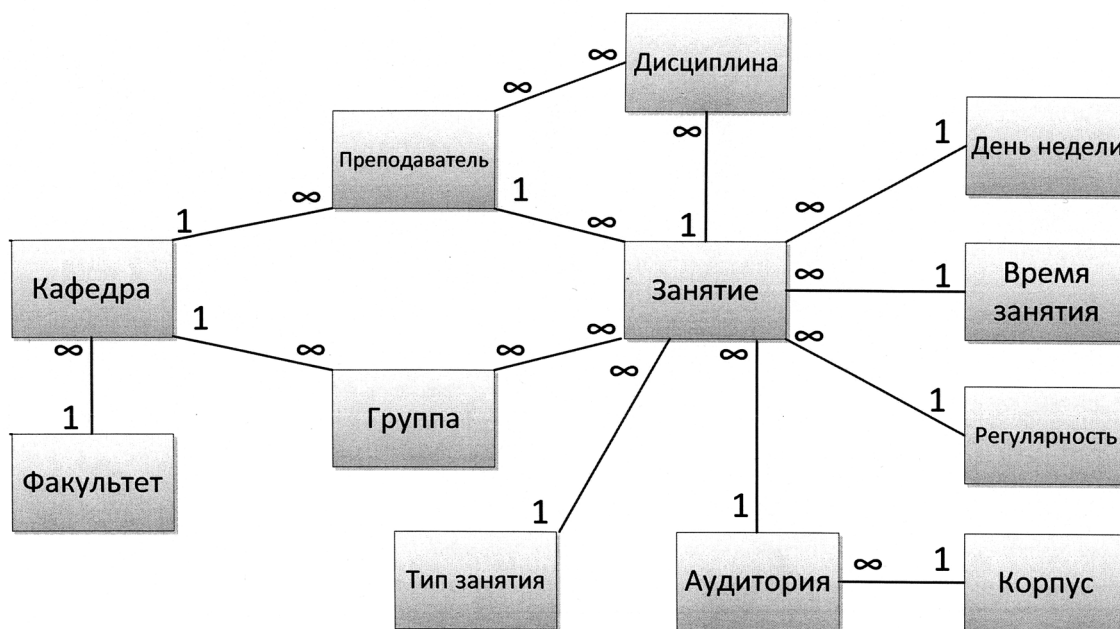 Дисциплина
∞
∞
∞
Преподаватель
День недели
1
∞
1
∞
1
∞
1
∞
Кафедра
Занятие
∞
1
Время
занятия
1
∞
∞
∞
∞
∞
∞
∞
1
Группа
1
Регулярность
Факультет
1
1
Тип занятия
Аудитория
∞
1
Корпус